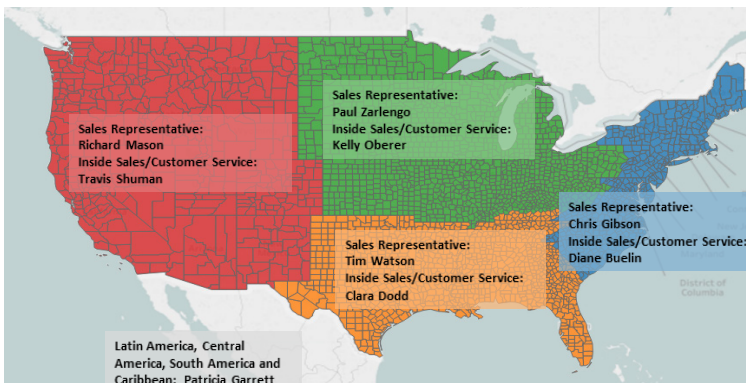 Sales Representative:
Richard Mason
Inside Sales/Customer Service:
Travis Shuman
Sales Representative:
Paul Zarlengo
Inside Sales/Customer Service:
Kelly Oberer
Sales Representative:
Chris Gibson
Inside Sales/Customer Service:
Diane Buelin
Sales Representative:
Tim Watson
Inside Sales/Customer Service:
Clara Dodd
District of
Columbia
Latin America, Central
America, South America and
Caribbean: Patricia Garrett